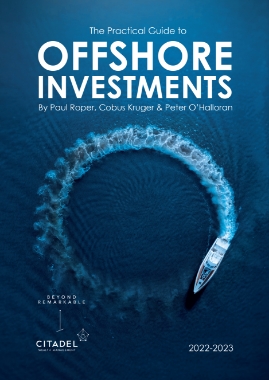 The Practical Guide to
OFFSHORE
INVESTMENTS
By Paul Roper, Cobus Kruger & Peter O'Halloran
BEYOND
REMARKABLE
CITADEL
2022-2023